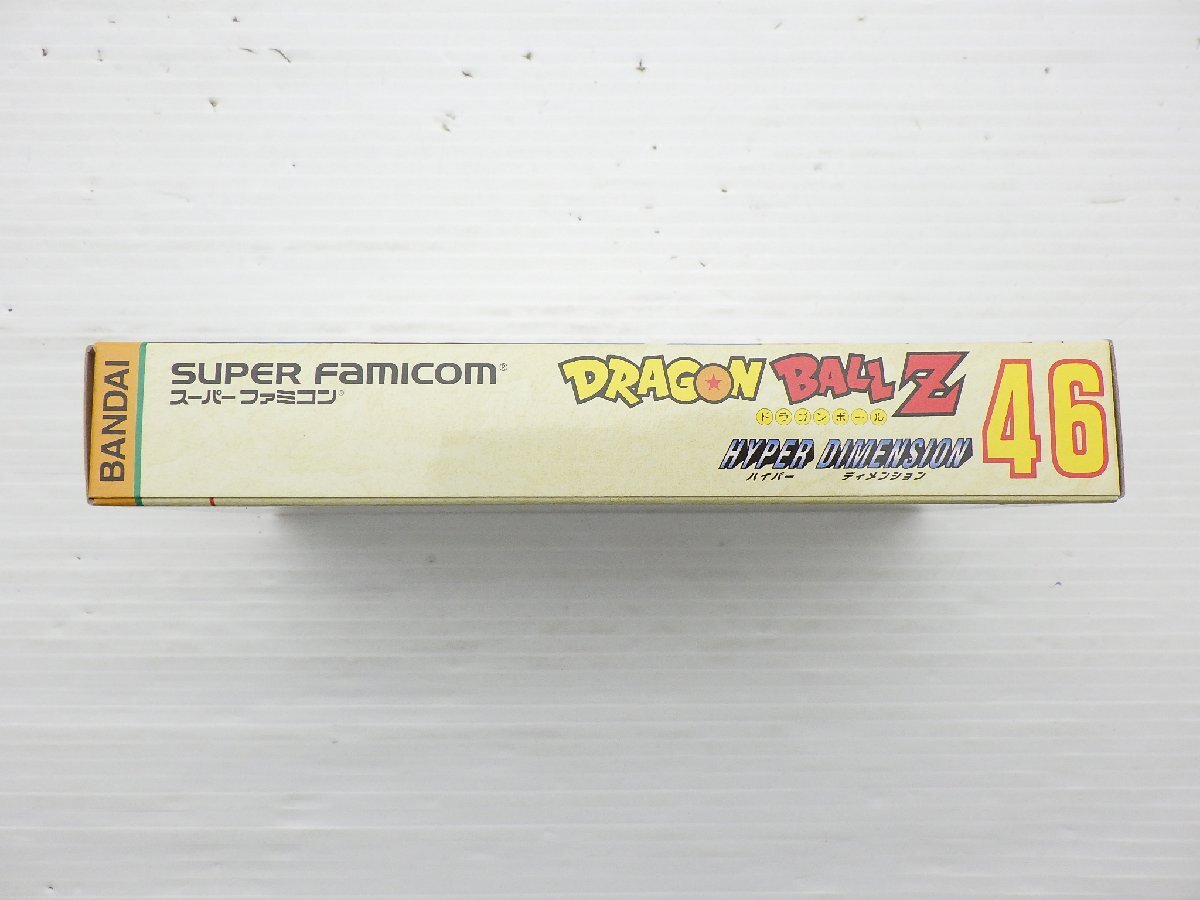 BANDAI
SUPER FAMICOM®
スーパーファミコン®
DRAGON BALL Z
ドラゴンボール
HYPER DIMENSION
ハイパー ディメンション
46